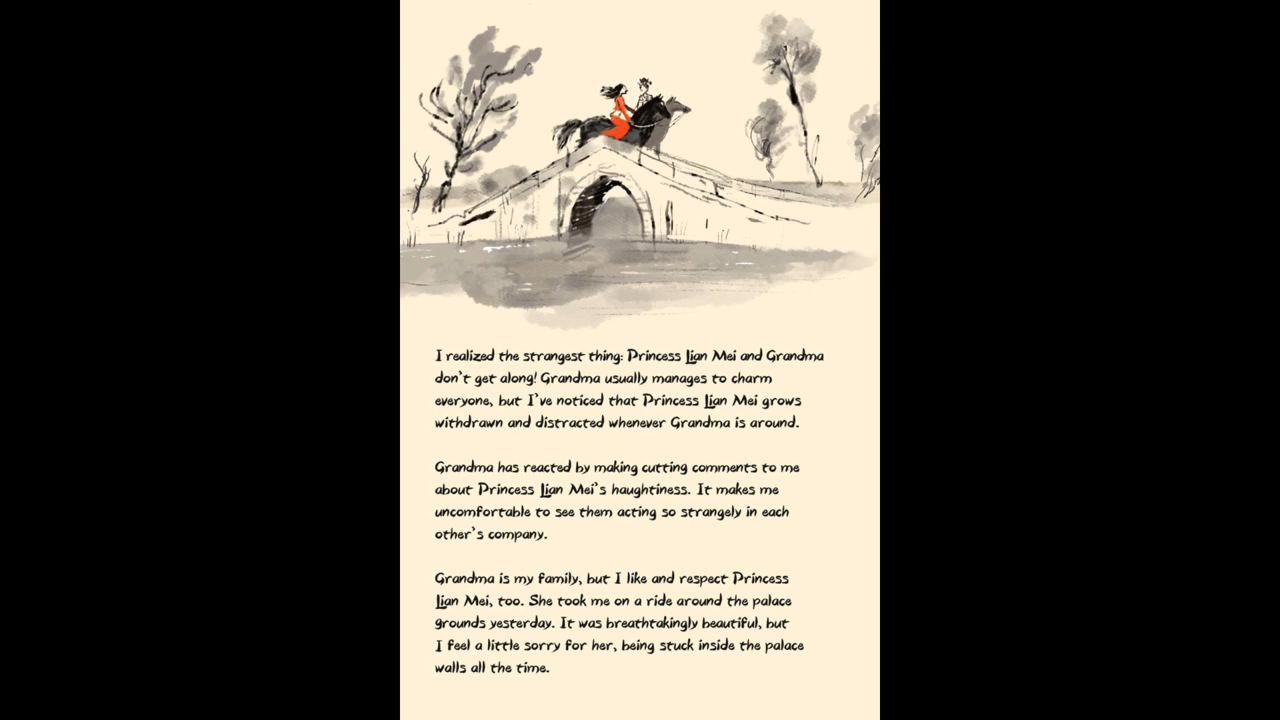 I realized the strangest thing: Princess Lian Mei and Grandma
don't get along! Grandma usually manages to charm
everyone, but I've noticed that Princess Lian Mei grows
withdrawn and distracted whenever Grandma is around.
Grandma has reacted by making cutting comments to me
about Princess Lian Mei's haughtiness. It makes me
uncomfortable to see them acting so strangely in each
other's company.
Grandma is my family, but I like and respect Princess
Lian Mei, too. She took me on a ride around the palace
grounds yesterday. It was breathtakingly beautiful, but
I feel a little sorry for her, being stuck inside the palace
walls all the time.